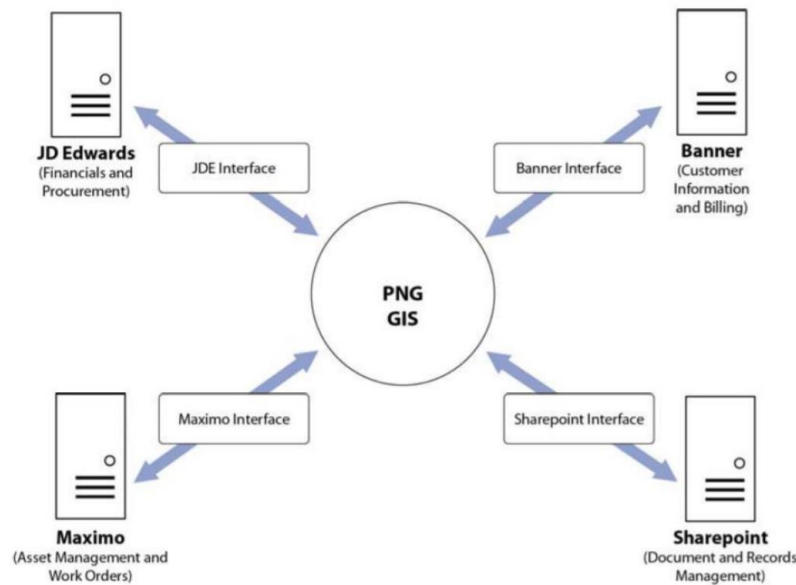 JD Edwards
(Financials and
Procurement)
JDE Interface
Banner Interface
Banner
(Customer
Information
and Billing)
PNG
GIS
Maximo Interface
Sharepoint Interface
Maximo
(Asset Management and
Work Orders)
Sharepoint
(Document and Records
Management)